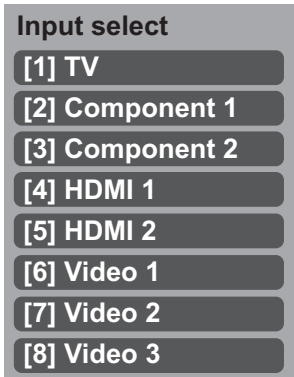 Input select
[1] TV
[2] Component 1
[3] Component 2
[4] HDMI 1
[5] HDMI 2
[6] Video 1
[7] Video 2
[8] Video 3